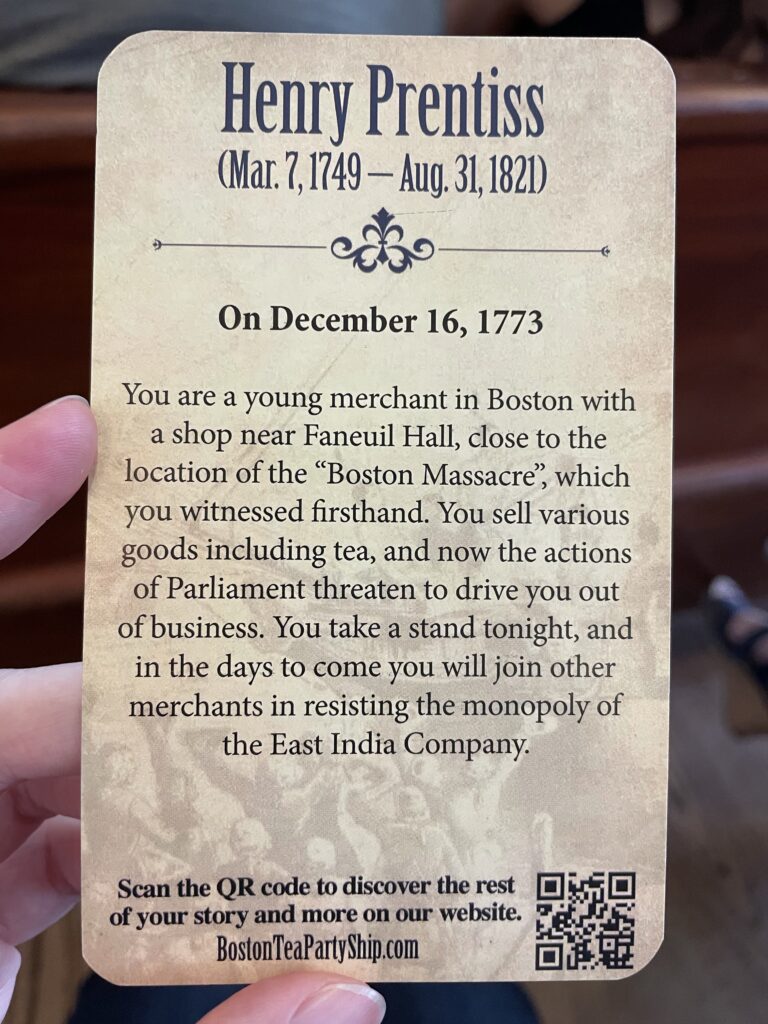 Henry Prentiss
(Mar. 7, 1749 — Aug. 31, 1821)
On December 16, 1773
You are a young merchant in Boston with
a shop near Faneuil Hall, close to the
location of the “Boston Massacre”, which
you witnessed firsthand. You sell various
goods including tea, and now the actions
of Parliament threaten to drive you out
of business. You take a stand tonight, and
in the days to come you will join other
merchants in resisting the monopoly of
the East India Company.
Scan the QR code to discover the rest
of your story and more on our website.
BostonTeaPartyShip.com